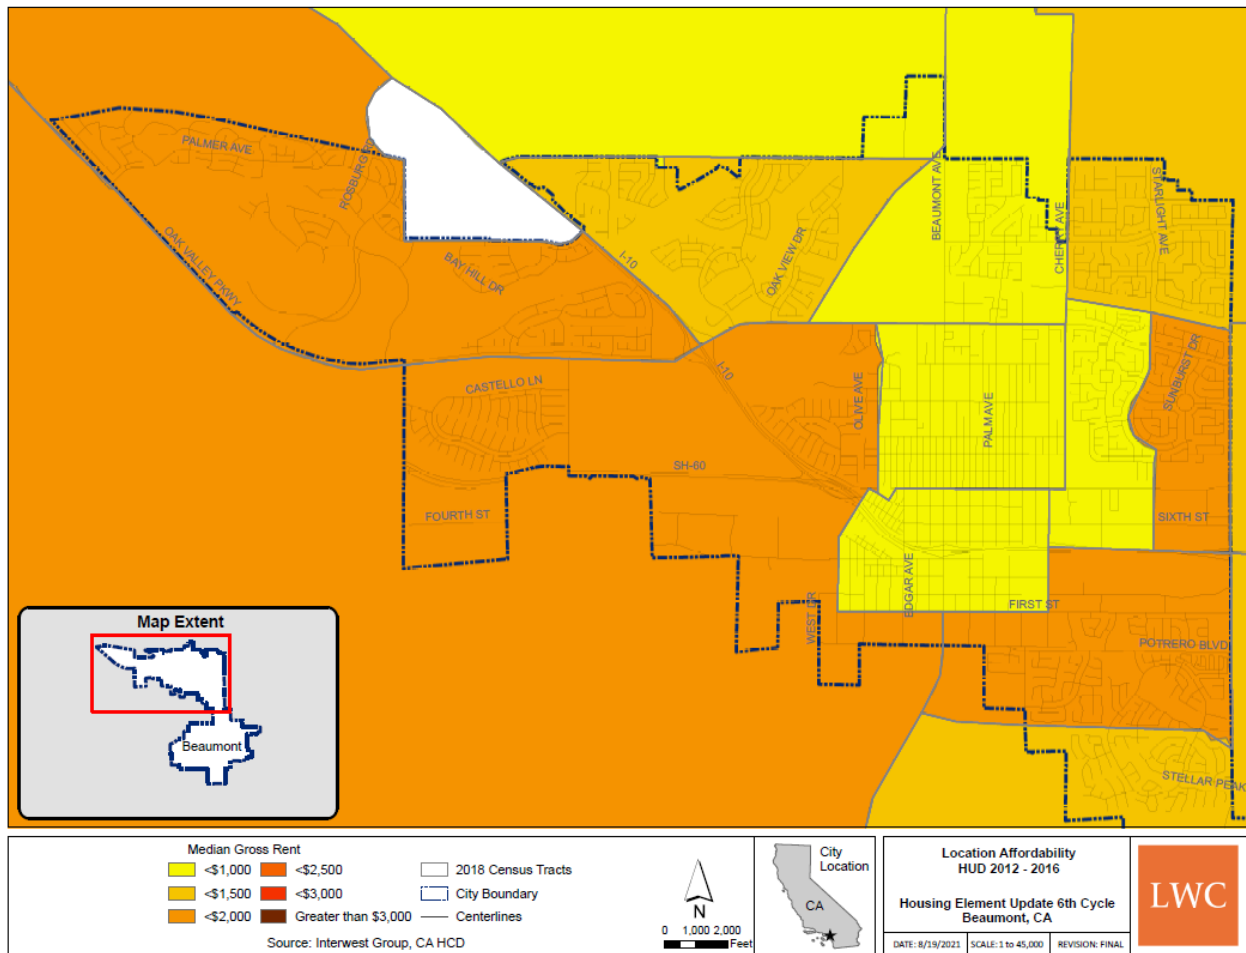 PALMER AVE
ROSBURG RD
OAK VALLEY PKWY
BAY HILL DR
I-10
OAK VIEW DR
BEAUMONT AVE
CHERRY AVE
STARLIGHT AVE
I-10
CASTELLO LN
OLIVE AVE
PALM AVE
SUNBURST DR
SH-60
FOURTH ST
SIXTH ST
EDGAR AVE
WEST DR
FIRST ST
POTRERO BLVD
STELLAR PEAK
Map Extent
Beaumont
Median Gross Rent
<$1,000
<$2,500
2018 Census Tracts
<$1,500
<$3,000
City Boundary
<$2,000
Greater than $3,000
Centerlines
Source: Interwest Group, CA HCD
N
0 1,000 2,000
Feet
City
Location
CA
Location Affordability
HUD 2012 - 2016
Housing Element Update 6th Cycle
Beaumont, CA
DATE: 8/19/2021 SCALE: 1 to 45,000 REVISION: FINAL
LWC